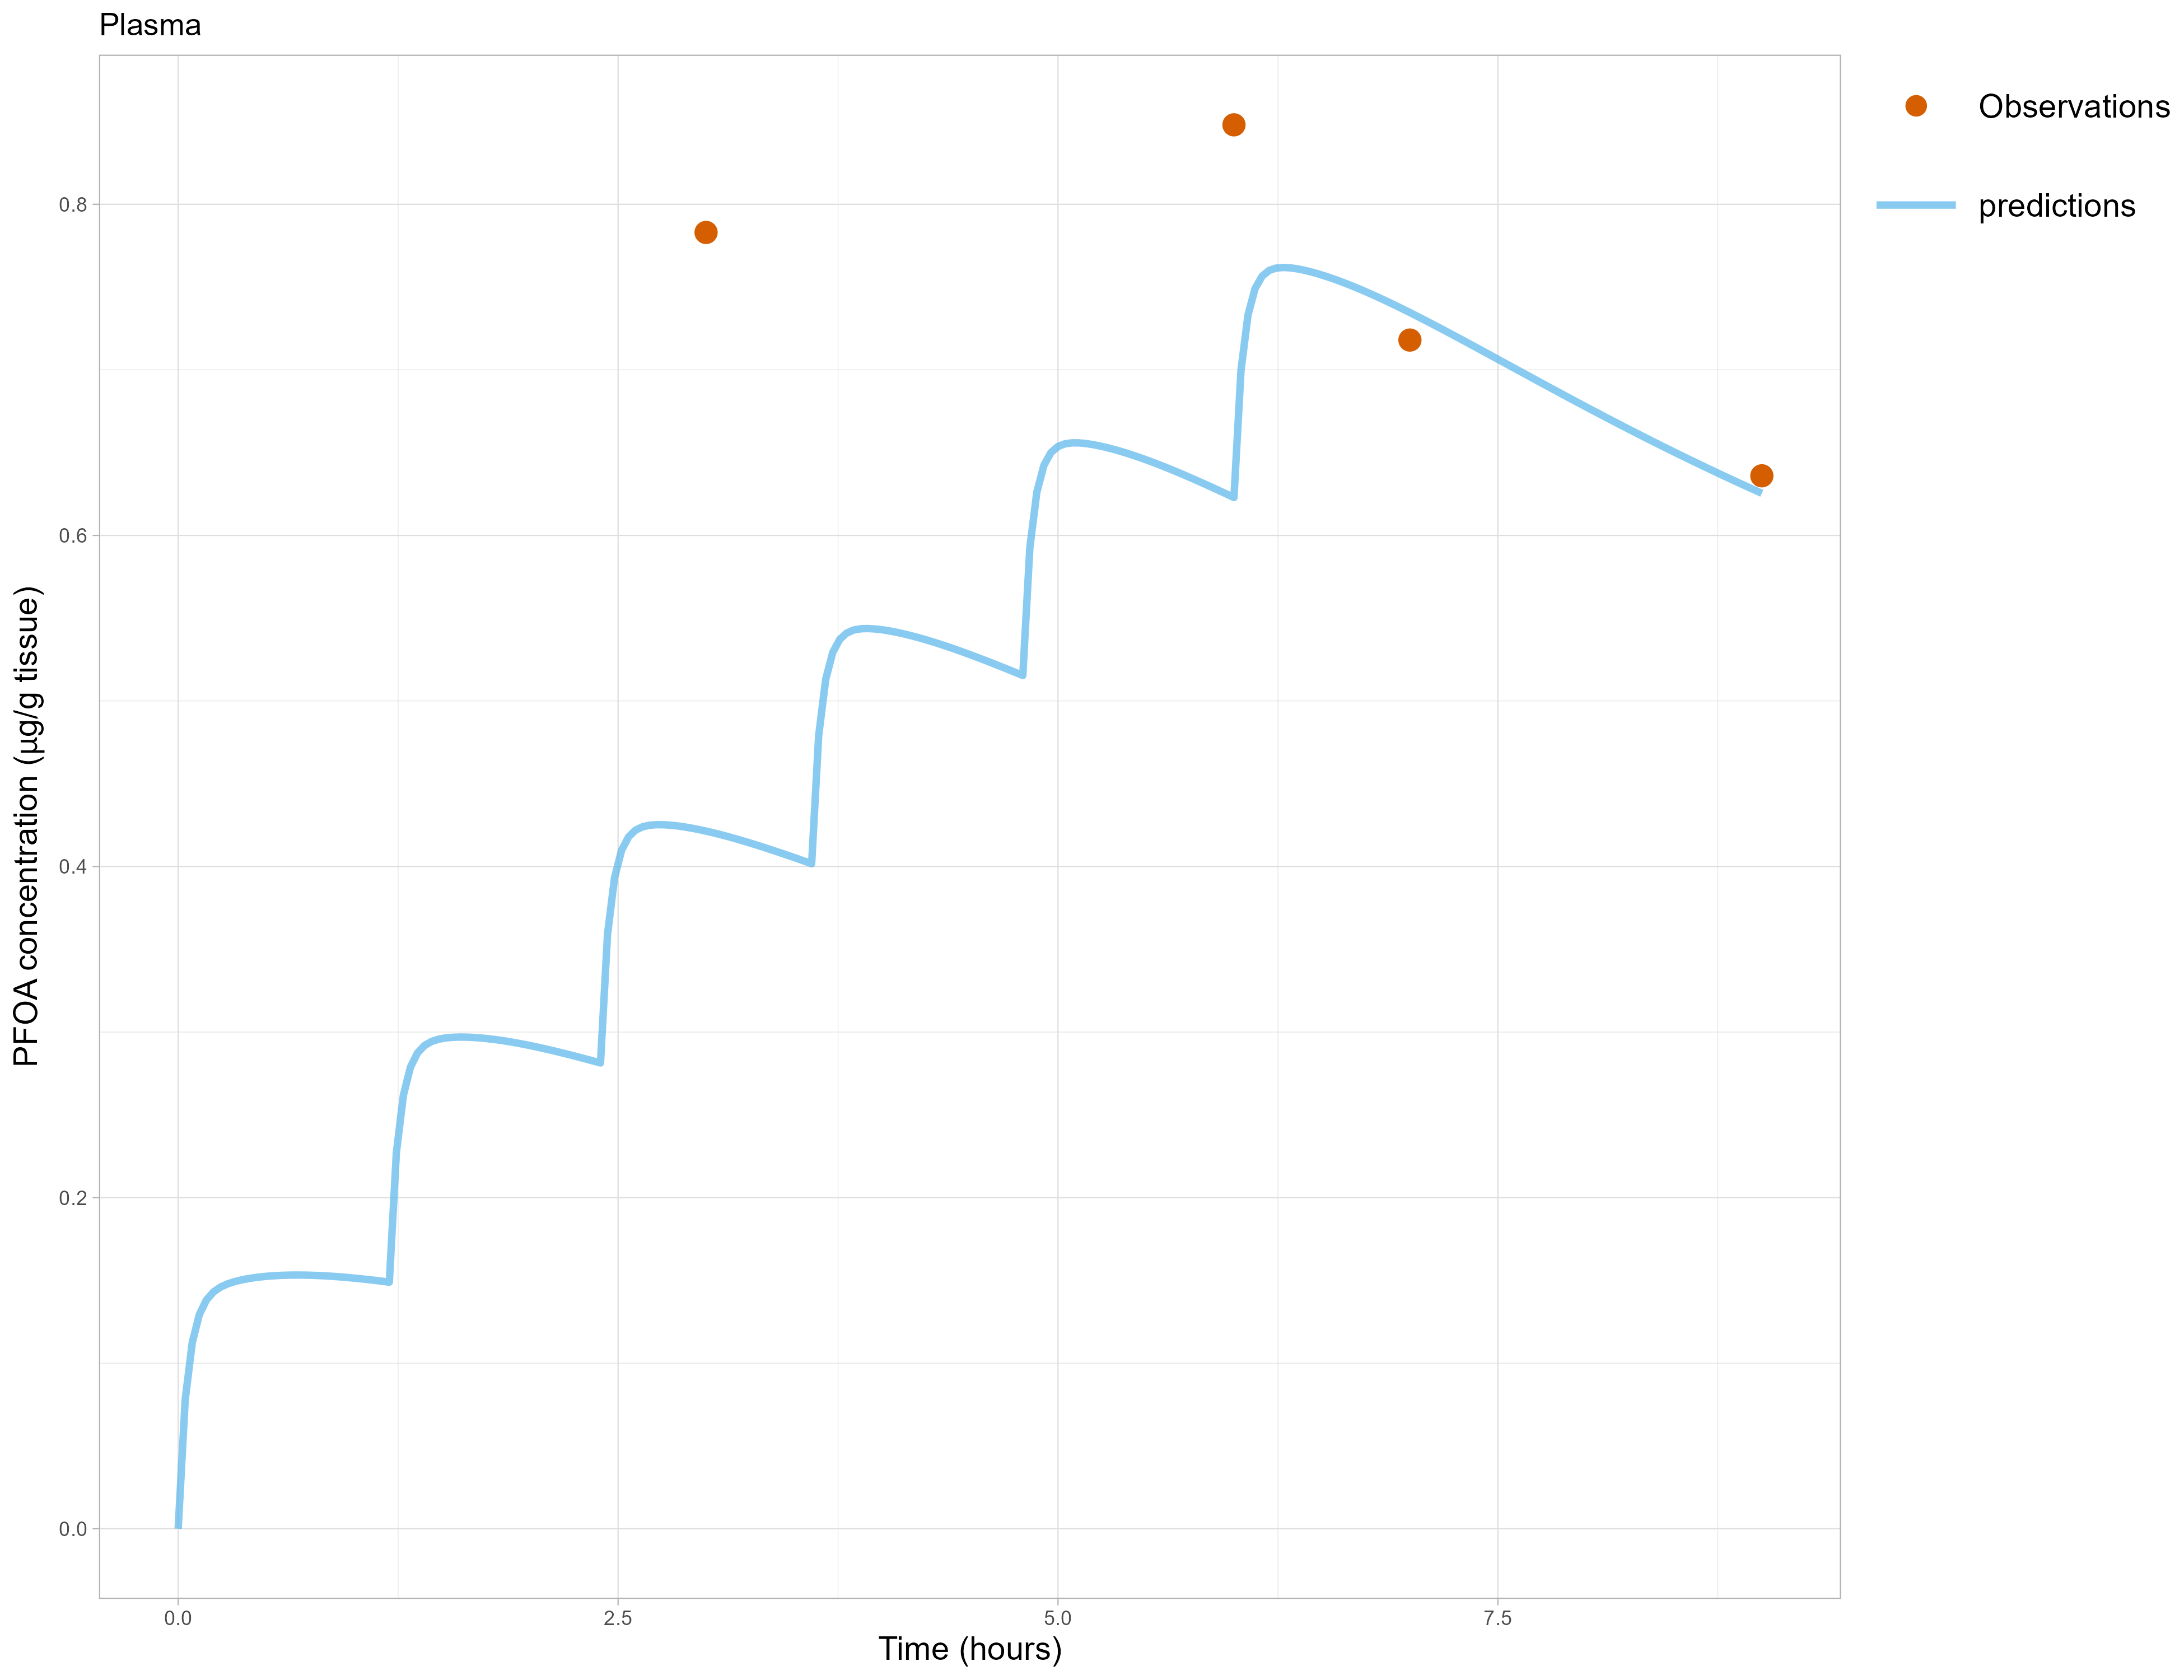 Plasma
Observations
predictions
0.8
0.6
0.4
0.2
0.0
PFOA concentration (µg/g tissue)
0.0
2.5
5.0
7.5
Time (hours)